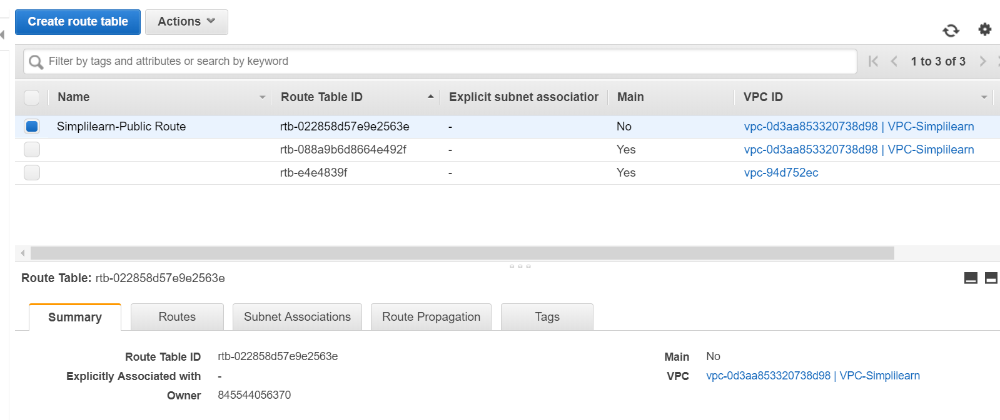 Create route table Actions
Filter by tags and attributes or search by keyword 1 to 3 of 3
Name Route Table ID Explicit subnet association Main VPC ID
Simplilearn-Public Route rtb-022858d57e9e2563e - No vpc-0d3aa853320738d98 | VPC-Simplilearn
rtb-088a9b6d8664e492f - Yes vpc-0d3aa853320738d98 | VPC-Simplilearn
rtb-e4e4839f - Yes vpc-94d752ec
Route Table: rtb-022858d57e9e2563e
Summary Routes Subnet Associations Route Propagation Tags
Route Table ID rtb-022858d57e9e2563e Main No
Explicitly Associated with - VPC vpc-0d3aa853320738d98 | VPC-Simplilearn
Owner 845544056370